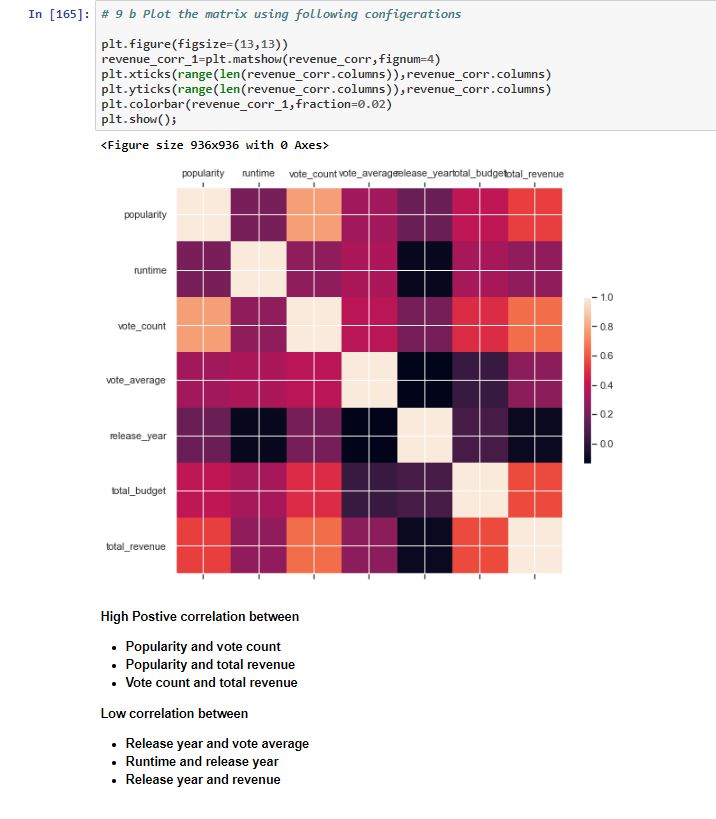 In [165]: # 9 b Plot the matrix using following configerations
plt.figure(figsize=(13,13))
revenue_corr_1=plt.matshow(revenue_corr,fignum=4)
plt.xticks(range(len(revenue_corr.columns)),revenue_corr.columns)
plt.yticks(range(len(revenue_corr.columns)),revenue_corr.columns)
plt.colorbar(revenue_corr_1,fraction=0.02)
plt.show();
<Figure size 936x936 with 0 Axes>
popularity runtime vote_count vote_average release_year total_budget total_revenue
popularity
runtime
vote_count
vote_average
release_year
total_budget
total_revenue
1.0
0.8
0.6
0.4
0.2
0.0
High Postive correlation between
• Popularity and vote count
• Popularity and total revenue
• Vote count and total revenue
Low correlation between
• Release year and vote average
• Runtime and release year
• Release year and revenue